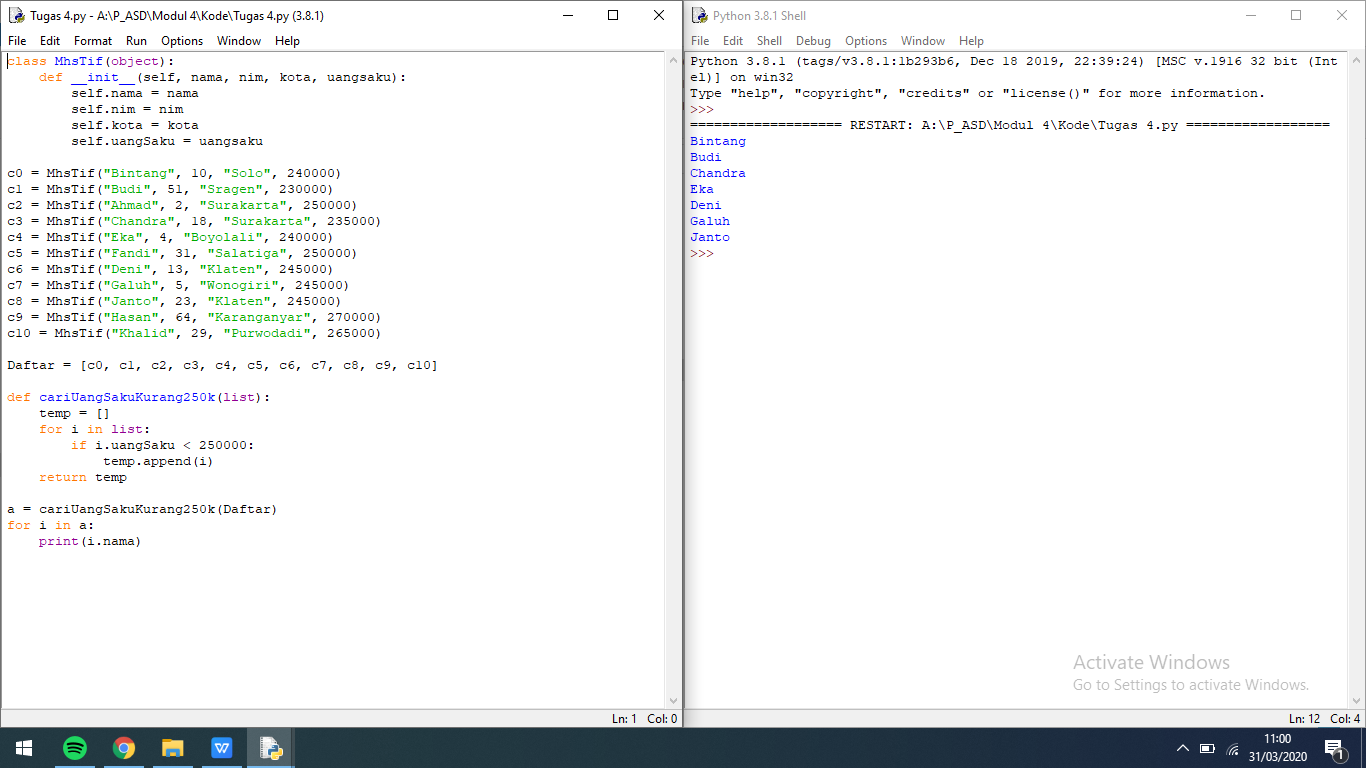 Tugas 4.py - A:\P_ASD\Modul 4\Kode\Tugas 4.py (3.8.1)
File Edit Format Run Options Window Help
class MhsTif(object):
    def __init__(self, nama, nim, kota, uangsaku):
        self.nama = nama
        self.nim = nim
        self.kota = kota
        self.uangSaku = uangsaku
c0 = MhsTif("Bintang", 10, "Solo", 240000)
c1 = MhsTif("Budi", 51, "Sragen", 230000)
c2 = MhsTif("Ahmad", 2, "Surakarta", 250000)
c3 = MhsTif("Chandra", 18, "Surakarta", 235000)
c4 = MhsTif("Eka", 4, "Boyolali", 240000)
c5 = MhsTif("Fandi", 31, "Salatiga", 250000)
c6 = MhsTif("Deni", 13, "Klaten", 245000)
c7 = MhsTif("Galuh", 5, "Wonogiri", 245000)
c8 = MhsTif("Janto", 23, "Klaten", 245000)
c9 = MhsTif("Hasan", 64, "Karanganyar", 270000)
c10 = MhsTif("Khalid", 29, "Purwodadi", 265000)
Daftar = [c0, c1, c2, c3, c4, c5, c6, c7, c8, c9, c10]
def cariUangSakuKurang250k(list):
    temp = []
    for i in list:
        if i.uangSaku < 250000:
            temp.append(i)
    return temp
a = cariUangSakuKurang250k(Daftar)
for i in a:
    print(i.nama)
Ln: 1 Col: 0
Python 3.8.1 Shell
File Edit Shell Debug Options Window Help
Python 3.8.1 (tags/v3.8.1:1b293b6, Dec 18 2019, 22:39:24) [MSC v.1916 32 bit (Int
el)] on win32
Type "help", "copyright", "credits" or "license()" for more information.
>>>
=================== RESTART: A:\P_ASD\Modul 4\Kode\Tugas 4.py ==================
Bintang
Budi
Chandra
Eka
Deni
Galuh
Janto
>>>
Activate Windows
Go to Settings to activate Windows.
Ln: 12 Col: 4
11:00
31/03/2020
1